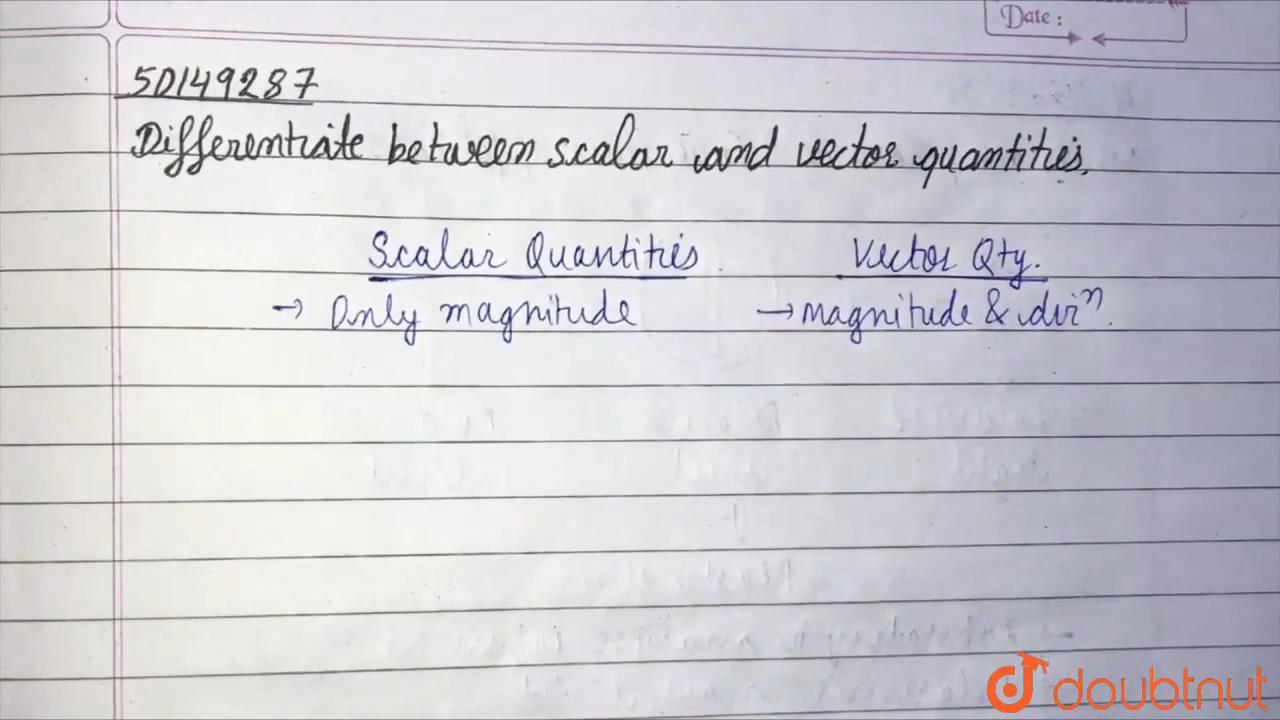 Date :
50149287
Differentiate between scalar and vector quantities.
Scalar Quantities Vector Qty.
→ Only magnitude → magnitude & dirⁿ.
doubtnut